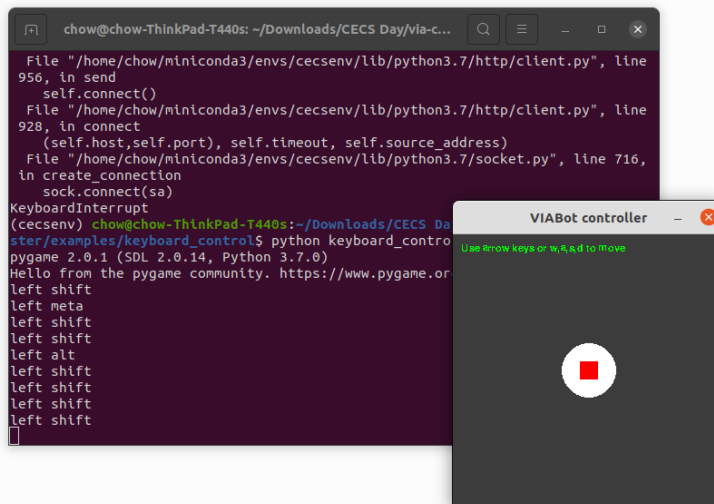 chow@chow-ThinkPad-T440s: ~/Downloads/CECS Day/via-c...
File "/home/chow/miniconda3/envs/cecsenv/lib/python3.7/http/client.py", line
956, in send
self.connect()
File "/home/chow/miniconda3/envs/cecsenv/lib/python3.7/http/client.py", line
928, in connect
(self.host,self.port), self.timeout, self.source_address)
File "/home/chow/miniconda3/envs/cecsenv/lib/python3.7/socket.py", line 716,
in create_connection
sock.connect(sa)
KeyboardInterrupt
(cecsenv) chow@chow-ThinkPad-T440s:~/Downloads/CECS Da
ster/examples/keyboard_control$ python keyboard_contro
pygame 2.0.1 (SDL 2.0.14, Python 3.7.0)
Hello from the pygame community. https://www.pygame.or
left shift
left meta
left shift
left shift
left alt
left shift
left shift
left shift
left shift
VIABot controller
Use arrow keys or w,a,s,d to move